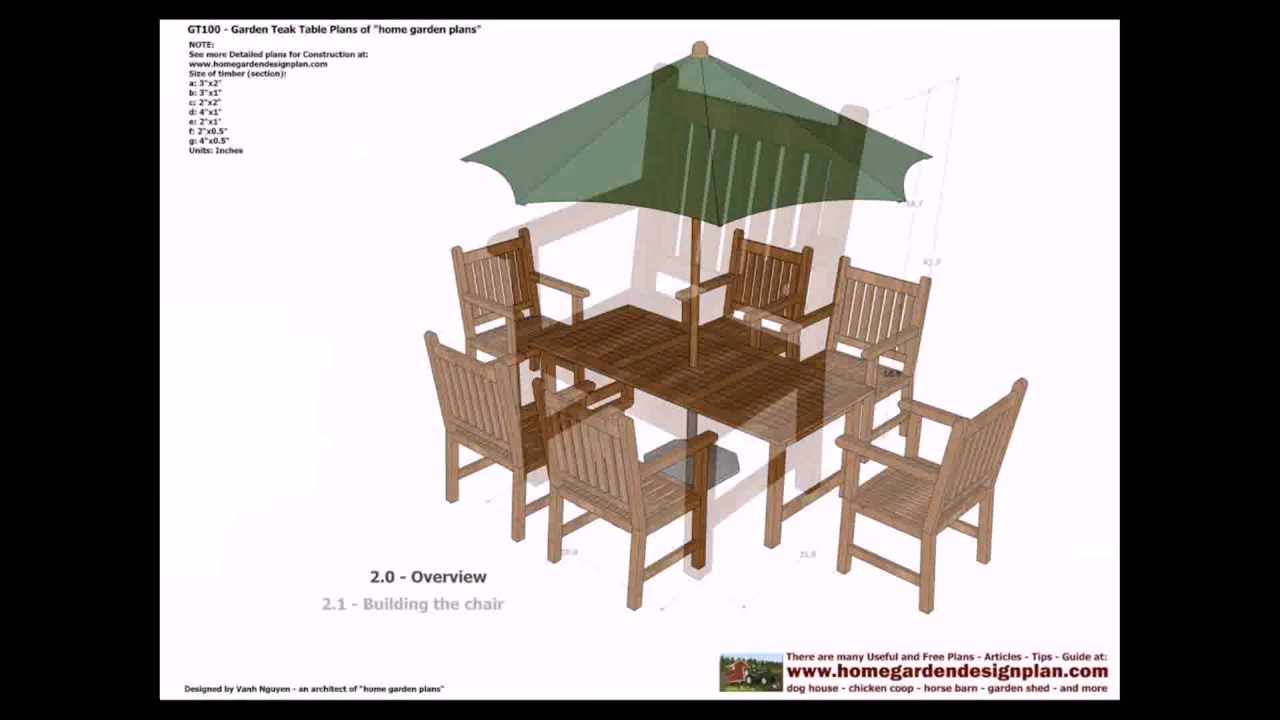 GT100 - Garden Teak Table Plans of "home garden plans"
NOTE:
See more Detailed plans for Construction at:
www.homegardendesignplan.com
Size of timber (section):
a: 3"x2"
b: 3"x1"
c: 2"x2"
d: 4"x1"
e: 2"x1"
f: 2"x0.5"
g: 4"x0.5"
Units: Inches
2.0 - Overview
2.1 - Building the chair
There are many Useful and Free Plans - Articles - Tips - Guide at:
www.homegardendesignplan.com
dog house - chicken coop - horse barn - garden shed - and more
Designed by Vanh Nguyen - an architect of "home garden plans"